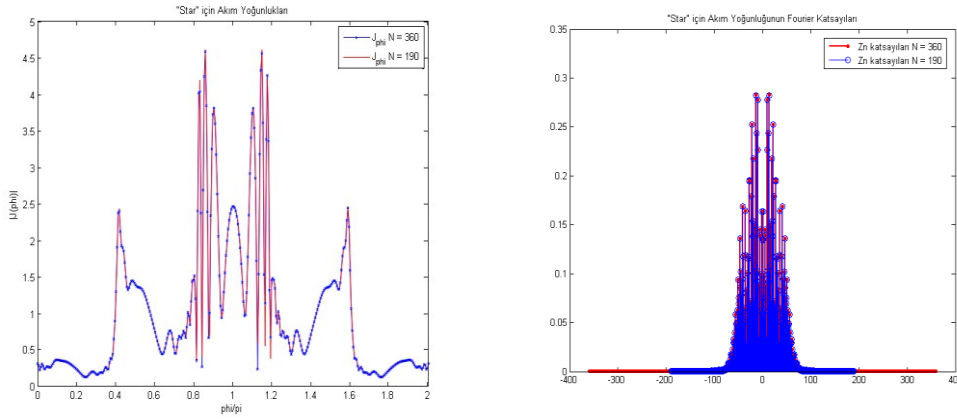 "Star" için Akım Yoğunlukları
J_phi N = 360
J_phi N = 190
5
4.5
4
3.5
3
2.5
2
1.5
1
0.5
0
|J(phi)|
0 0.2 0.4 0.6 0.8 1 1.2 1.4 1.6 1.8 2
phi/pi
"Star" için Akım Yoğunluğunun Fourier Katsayıları
Zn katsayıları N = 360
Zn katsayıları N = 190
0.35
0.3
0.25
0.2
0.15
0.1
0.05
0
-400 -300 -200 -100 0 100 200 300 400